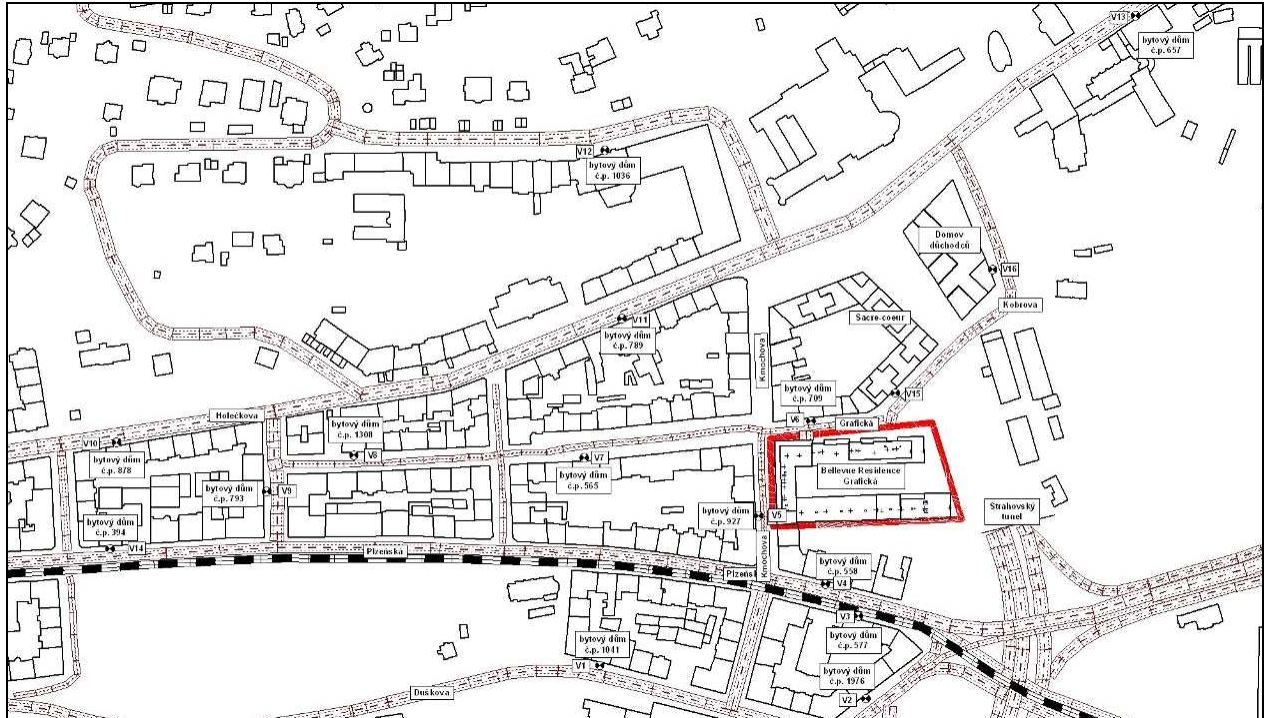 V13
bytový dům
č.p. 657
V12
bytový dům
č.p. 1036
Domov
důchodců
V16
Kobrova
V11
bytový dům
č.p. 789
Sacre-coeur
Kmochova
bytový dům
č.p. 709
V15
V6
Grafická
Holečkova
bytový dům
č.p. 1308
V8
V10
bytový dům
č.p. 878
V7
bytový dům
č.p. 565
Bellevue Residence
Grafická
bytový dům
č.p. 793
V9
bytový dům
č.p. 927
V5
Strahovský
tunel
bytový dům
č.p. 394
V14
Plzeňská
Kmochova
Plzeňs
bytový dům
č.p. 558
V4
V3
bytový dům
č.p. 577
bytový dům
č.p. 1041
V1
bytový dům
č.p. 1976
V2
Duškova